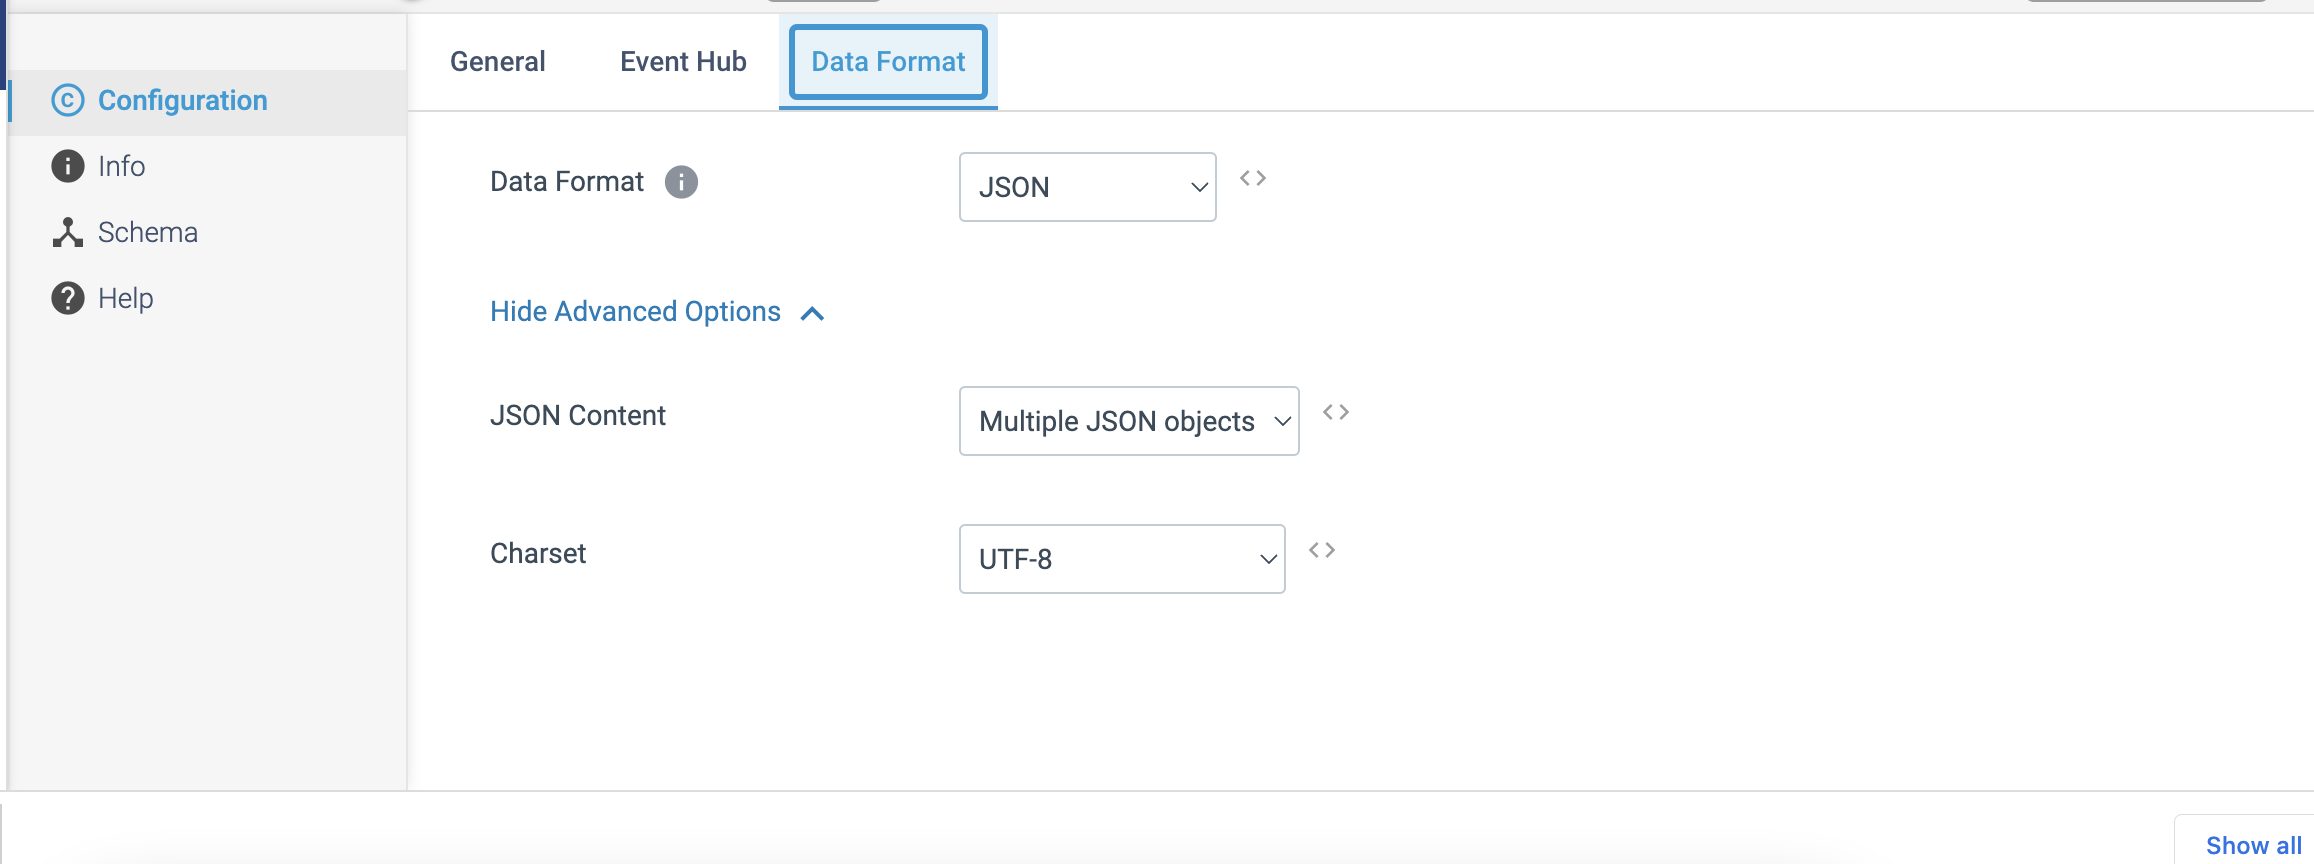 General
Event Hub
Data Format
Configuration
Info
Schema
Help
Data Format
JSON
Hide Advanced Options
JSON Content
Multiple JSON objects
Charset
UTF-8
Show all